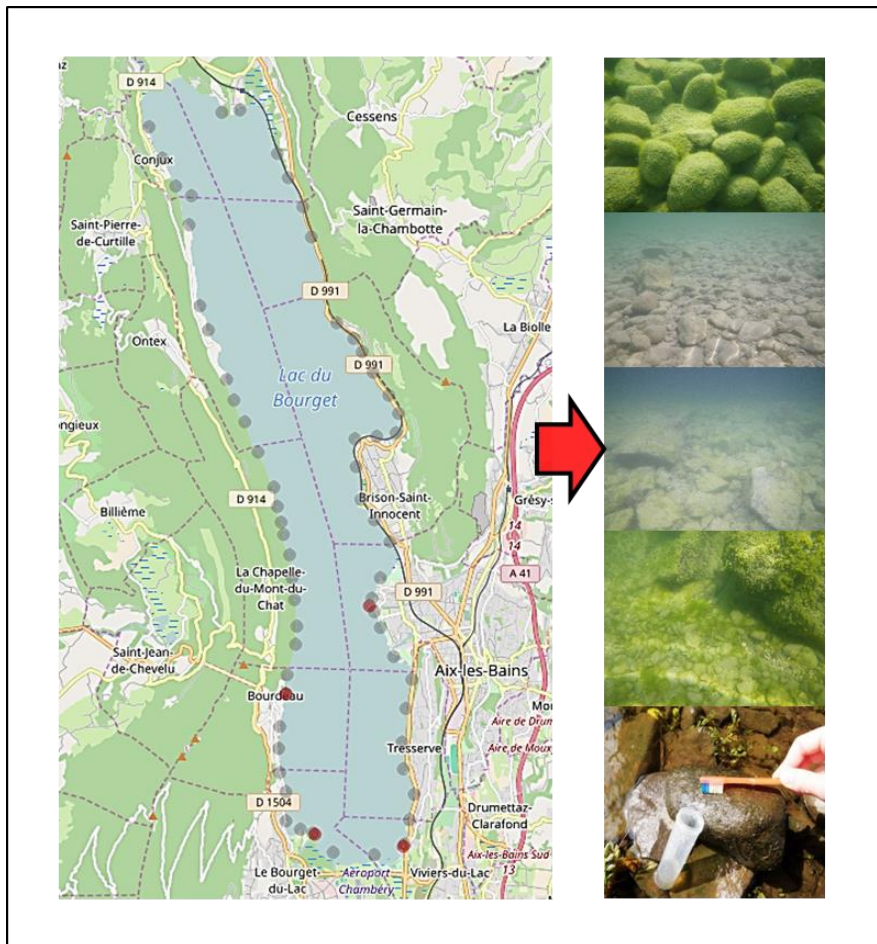 D 914
Cessens
Conjux
Saint-Germain-
la-Chambotte
Saint-Pierre-
de-Curtille
D 991
La Biolle
Ontex
D 991
Lac du
Bourget
ongieux
D 914
Brison-Saint-
Innocent
Grésy-s
Billième
14
14
La Chapelle-
du-Mont-du-
Chat
A 41
D 991
Saint-Jean-
de-Chevelu
Aix-les-Bains
Bourdeau
Mou
Aire de Drum
Aire de Moux
Tresserve
D 1504
Drumettaz-
Clarafond
Aix-les-Bains Sud
13
Le Bourget-
du-Lac
Aéroport
Chambéry
Viviers-du-Lac